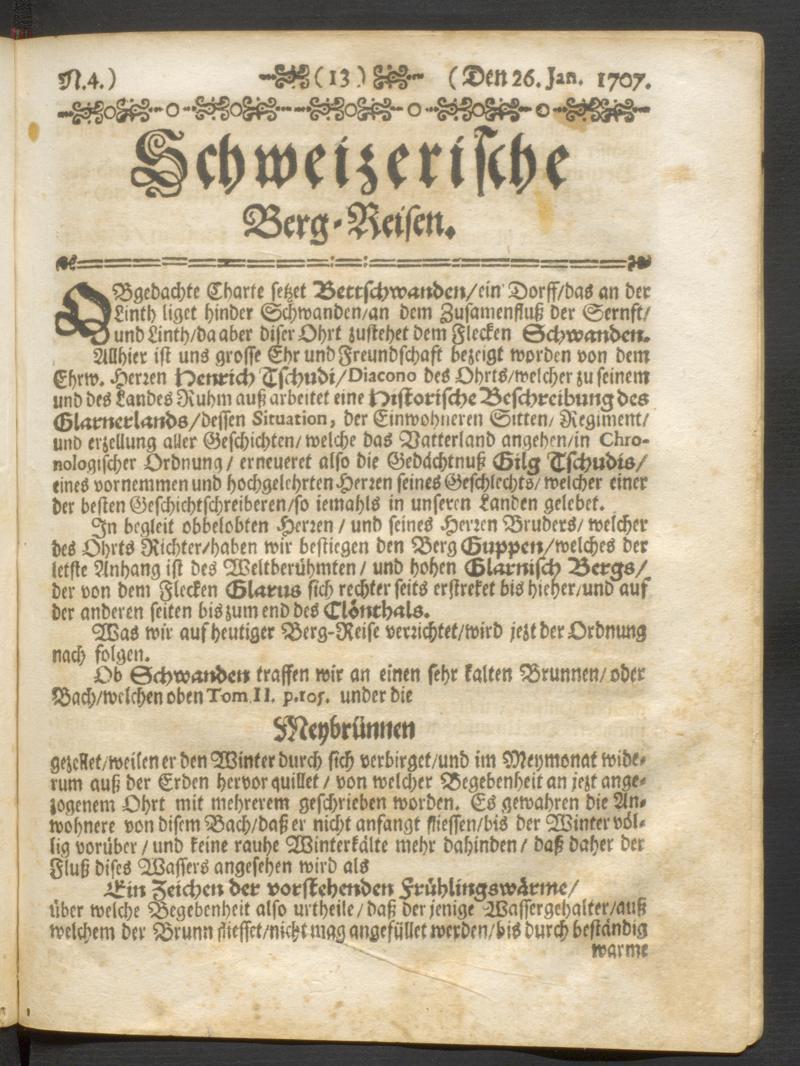 N.4.) (13) (Den 26. Jan. 1707.
Schweizerische
Berg-Reisen.
OBgedachte Charte setzet Bettschwanden/ein Dorff/das an der
Linth liget hinder Schwanden/an dem Zusamenfluß der Sernft/
und Linth/da aber diser Ohrt zustehet dem Flecken Schwanden.
Allhier ist uns grosse Ehr und Freundschaft bezeigt worden von dem
Ehrw. Herren Henrich Tschudi/Diacono des Ohrts/welcher zu seinem
und des Landes Ruhm auß arbeitet eine Historische Beschreibung des
Glarnerlands/dessen Situation, der Einwohneren Sitten/ Regiment/
und erzellung aller Geschichten/welche das Vatterland angehen/in Chro-
nologischer Ordnung / erneueret also die Gedächtnuß Gilg Tschudis/
eines vornemmen und hochgelehrten Herren seines Geschlechts/ welcher einer
der besten Geschichtschreiberen/so iemahls in unseren Landen gelebet.
In begleit obbelobten Herren / und seines Herren Bruders/ welcher
des Ohrts Richter/haben wir bestiegen den Berg Guppen/welches der
letste Anhang ist des Weltberühmten / und hohen Glarnisch Bergs/
der von dem Flecken Glarus sich rechter seits erstreket bis hieher/und auf
der anderen seiten bis zum end des Clönthals.
Was wir auf heutiger Berg-Reise verrichtet/wird jezt der Ordnung
nach folgen.
Ob Schwanden traffen wir an einen sehr kalten Brunnen/ oder
Bach/welchen oben Tom II. p.105. under die
Meybrünnen
gezellet/weilen er den Winter durch sich verbirget/und im Meymonat wide-
rum auß der Erden hervor quillet / von welcher Begebenheit an jezt ange-
zogenem Ohrt mit mehrerem geschrieben worden. Es gewahren die An-
wohnere von disem Bach/daß er nicht anfangt fliessen/bis der Winter völ-
lig vorüber / und keine rauhe Winterkälte mehr dahinden / daß daher der
Fluß dises Wassers angesehen wird als
Ein Zeichen der vorstehenden Frühlingswärme/
über welche Begebenheit also urtheile/ daß der jenige Wassergehalter/auß
welchem der Brunn fliesset/nicht mag angefüllet werden/bis durch beständig
warme